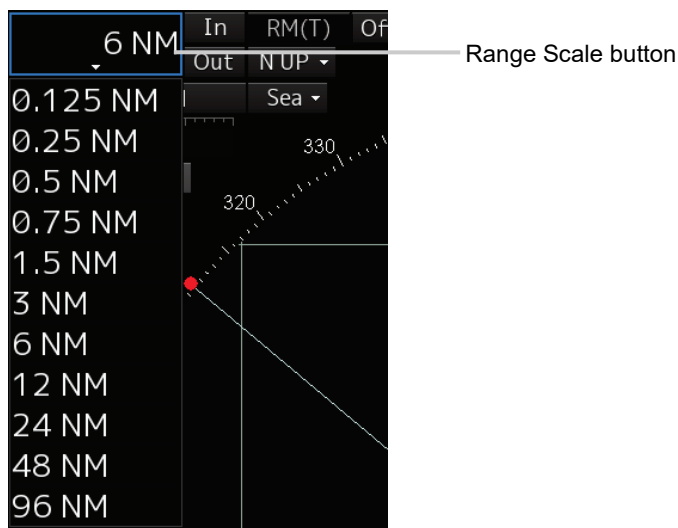 6 NM In RM(T) Of
Out N UP
Sea
Range Scale button
0.125 NM
0.25 NM
0.5 NM
0.75 NM
1.5 NM
3 NM
6 NM
12 NM
24 NM
48 NM
96 NM
330
320